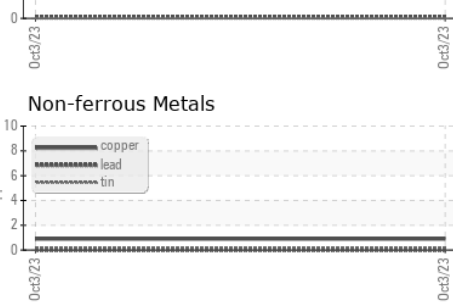 0
Oct3/23
Oct3/23
Non-ferrous Metals
10
8
6
4
2
0
copper
lead
tin
Oct3/23
Oct3/23